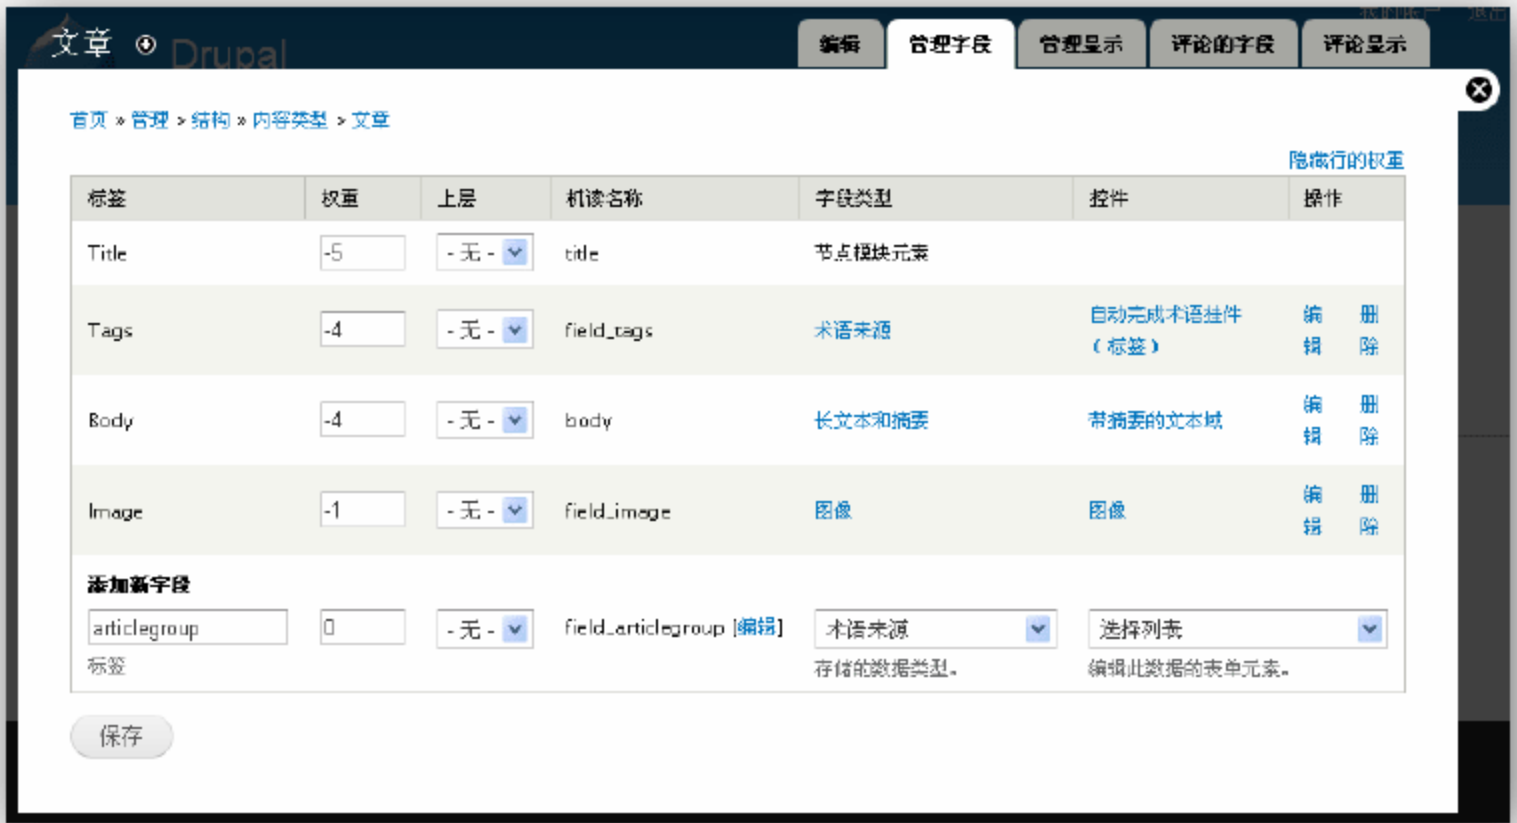 我的账户 退出
文章
Drupal
编辑 管理字段 管理显示 评论的字段 评论显示
首页 » 管理 » 结构 » 内容类型 » 文章
隐藏行的权重
标签 权重 上层 机读名称 字段类型 控件 操作
Title -5 - 无 - title 节点模块元素
Tags -4 - 无 - field_tags 术语来源 自动完成术语挂件 编 删
（标签） 辑 除
Body -4 - 无 - body 长文本和摘要 带摘要的文本域 编 删
辑 除
Image -1 - 无 - field_image 图像 图像 编 删
辑 除
添加新字段
articlegroup 0 - 无 - field_articlegroup [编辑] 术语来源 选择列表
标签 存储的数据类型。 编辑此数据的表单元素。
保存